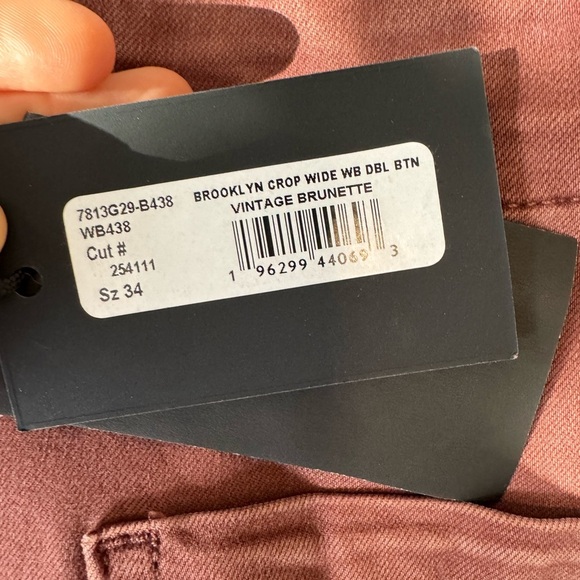 7813G29-B438
WB438
Cut #
254111
Sz 34
BROOKLYN CROP WIDE WB DBL BTN
VINTAGE BRUNETTE
1 96299 44069 3